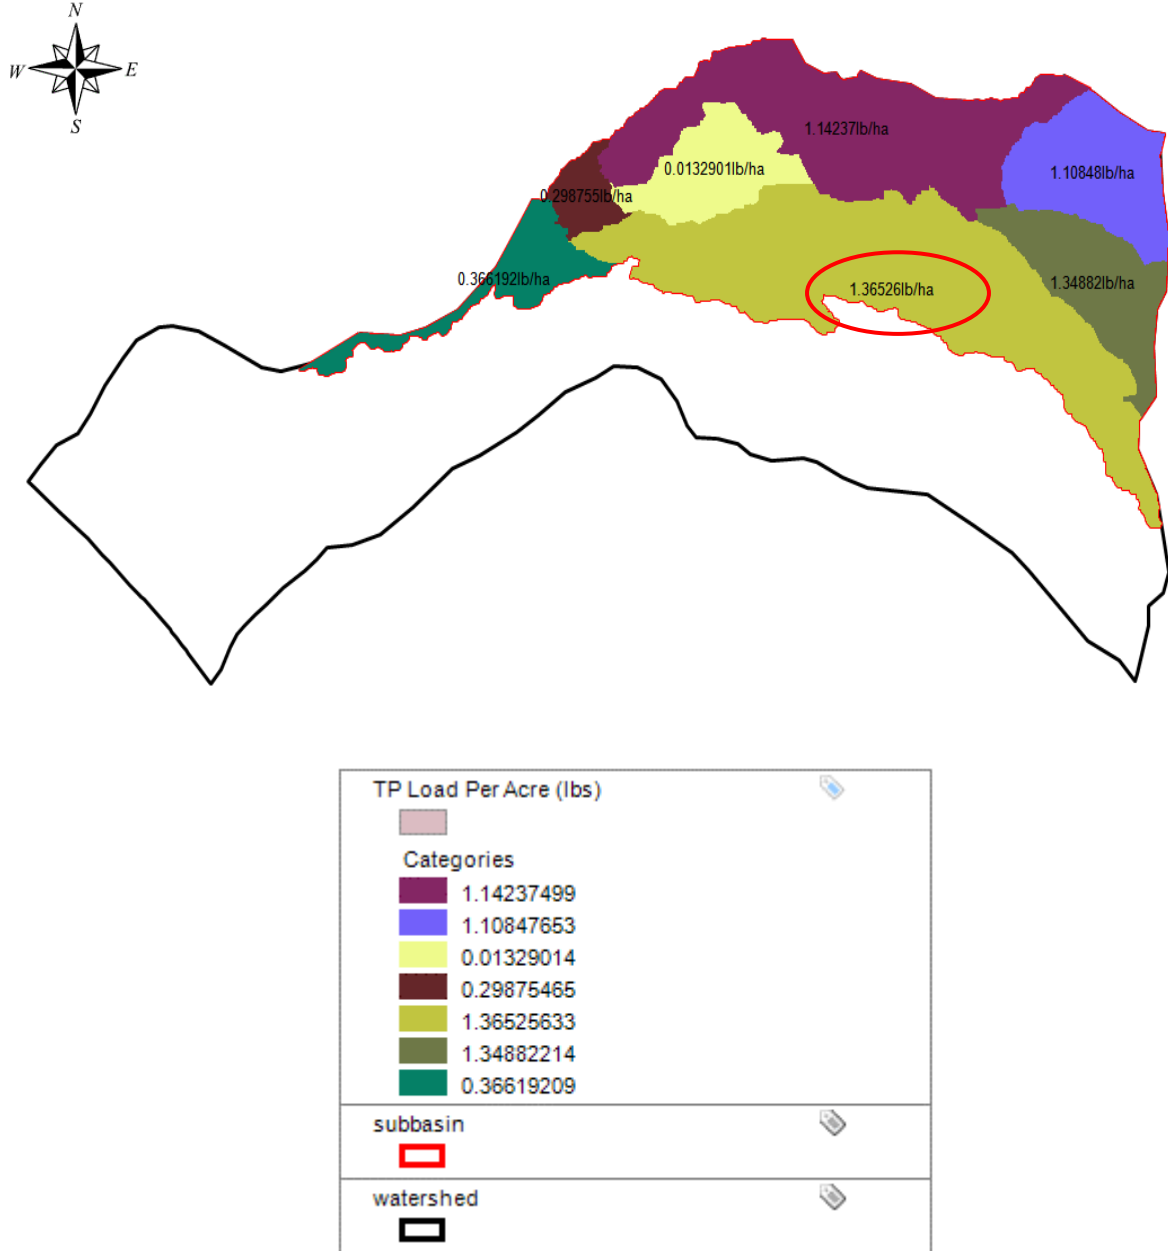 N
W E
S
1.14237lb/ha
0.0132901lb/ha
1.10848lb/ha
0.298755lb/ha
0.366192lb/ha
1.36526lb/ha
1.34882lb/ha
TP Load Per Acre (lbs)
Categories
1.14237499
1.10847653
0.01329014
0.29875465
1.36525633
1.34882214
0.36619209
subbasin
watershed